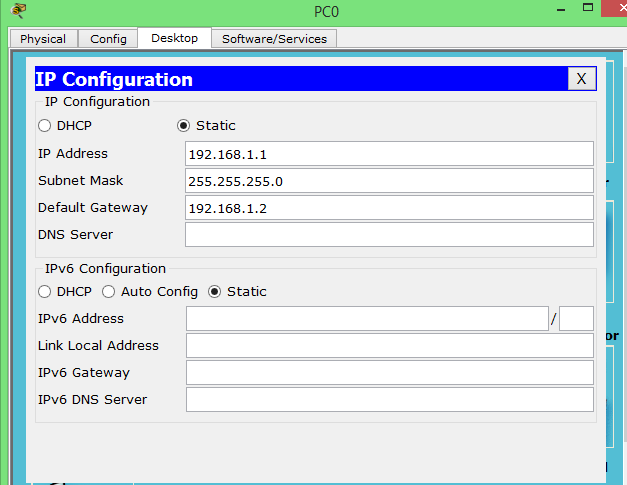 PC0
Physical Config Desktop Software/Services
IP Configuration X
IP Configuration
DHCP Static
IP Address 192.168.1.1
Subnet Mask 255.255.255.0
Default Gateway 192.168.1.2
DNS Server
IPv6 Configuration
DHCP Auto Config Static
IPv6 Address /
Link Local Address
IPv6 Gateway
IPv6 DNS Server
or